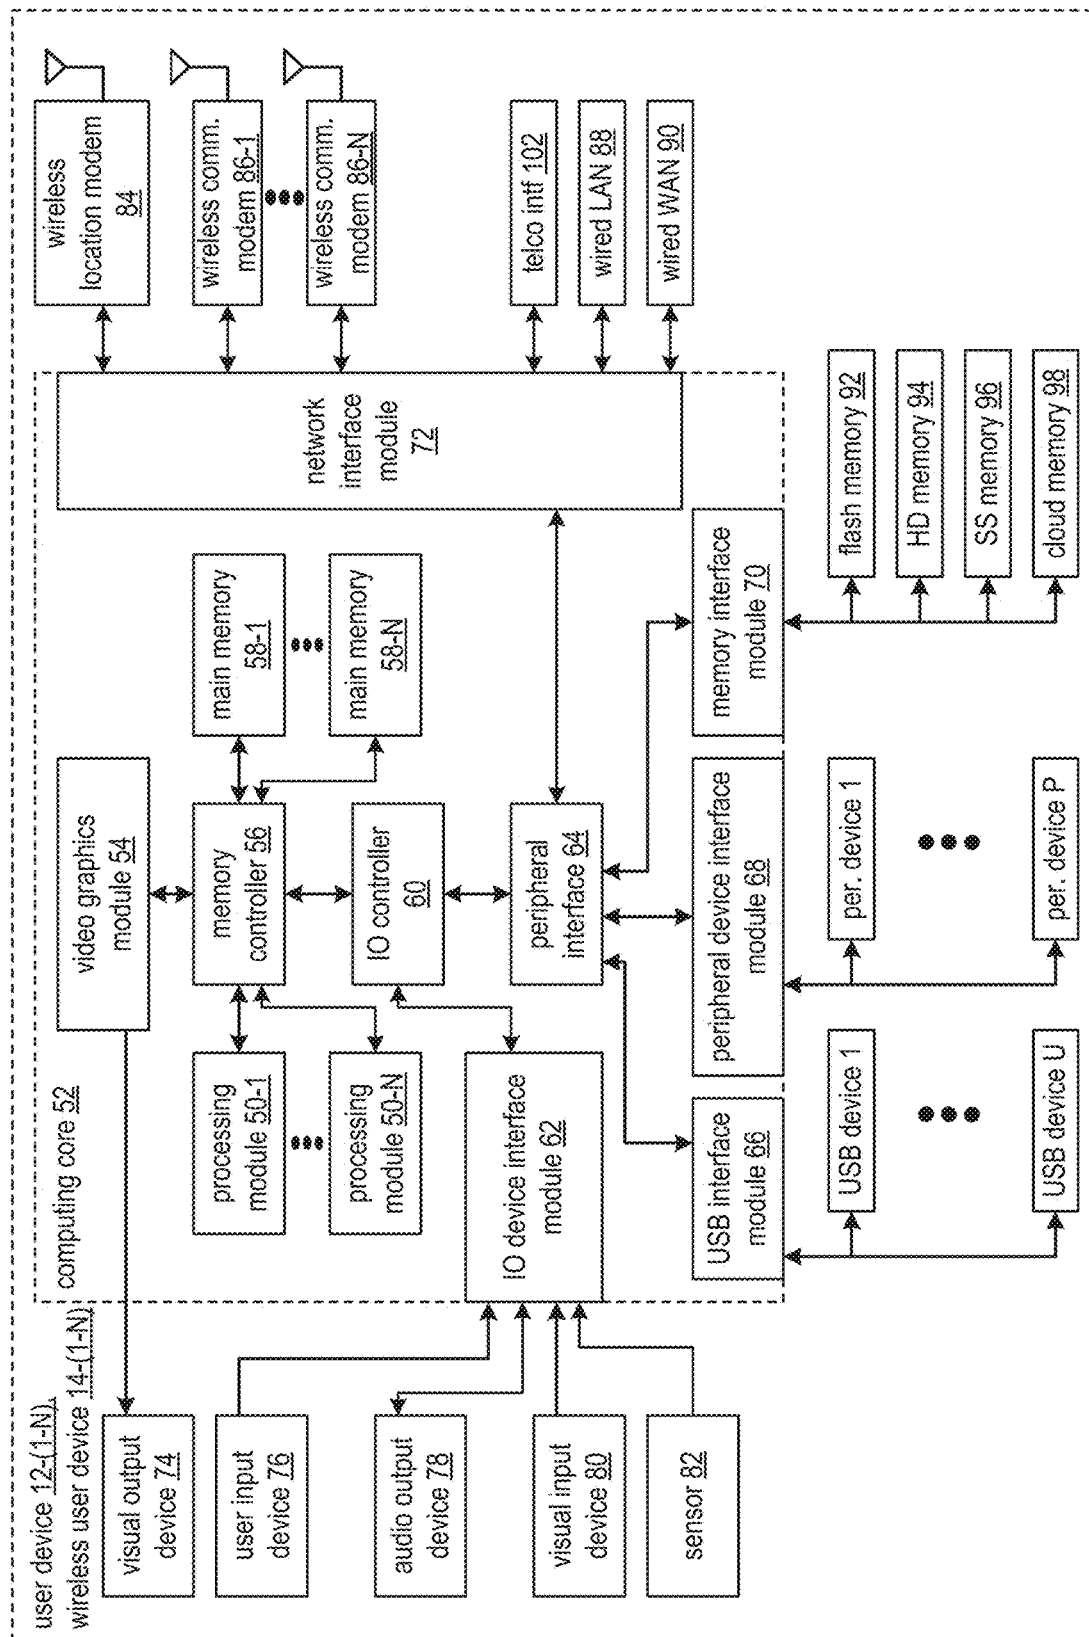 user device 12-(1-N),
wireless user device 14-(1-N)
computing core 52
visual output
device 74
user input
device 76
audio output
device 78
visual input
device 80
sensor 82
video graphics
module 54
processing
module 50-1
processing
module 50-N
memory
controller 56
main memory
58-1
main memory
58-N
IO controller
60
IO device interface
module 62
peripheral
interface 64
network
interface
module
72
USB interface
module 66
peripheral device interface
module 68
memory interface
module 70
wireless
location modem
84
wireless comm.
modem 86-1
wireless comm.
modem 86-N
telco intf 102
wired LAN 88
wired WAN 90
USB device 1
USB device U
per. device 1
per. device P
flash memory 92
HD memory 94
SS memory 96
cloud memory 98